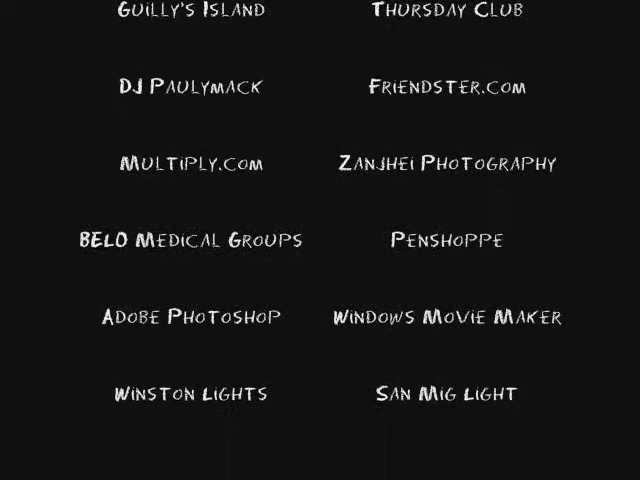 Guilly's Island
Thursday Club
DJ Paulymack
Friendster.com
Multiply.com
Zanjhei Photography
BELO Medical Groups
Penshoppe
Adobe Photoshop
Windows Movie Maker
Winston Lights
San Mig Light